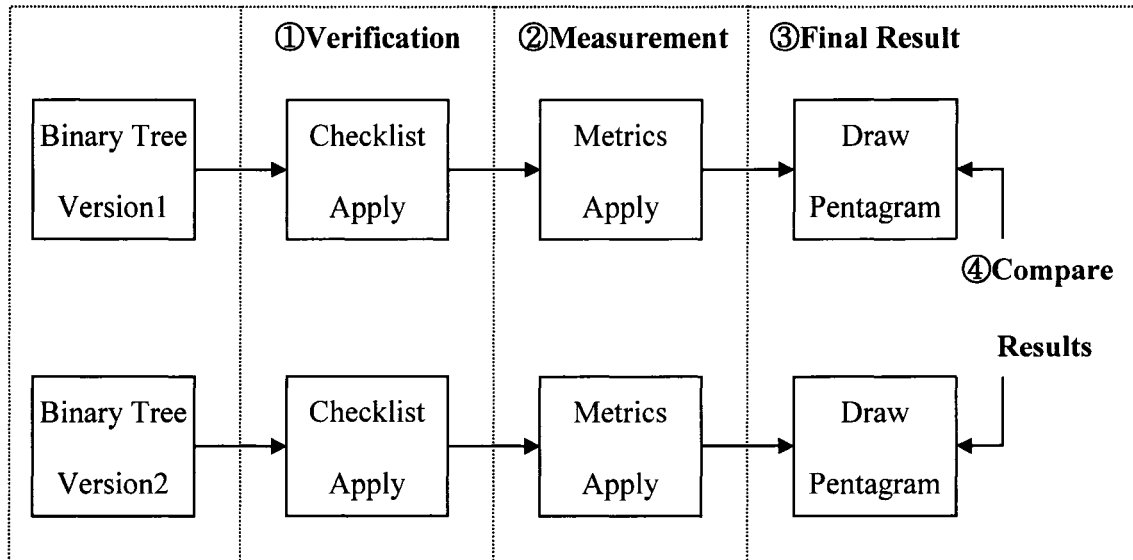 ①Verification
②Measurement
③Final Result
Binary Tree
Version1
Checklist
Apply
Metrics
Apply
Draw
Pentagram
④Compare
Results
Binary Tree
Version2
Checklist
Apply
Metrics
Apply
Draw
Pentagram